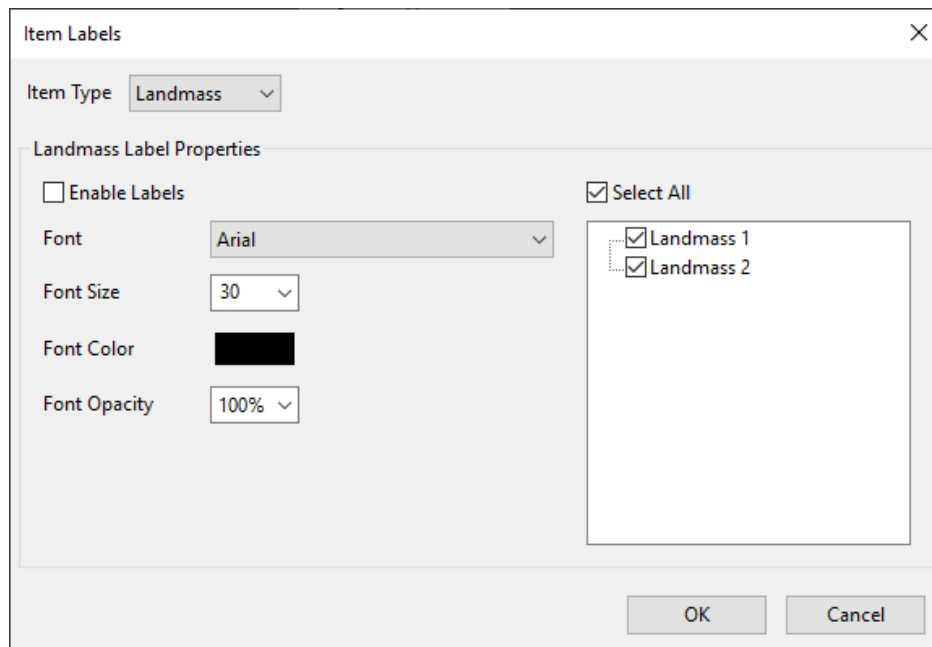 Item Labels
Item Type Landmass
Landmass Label Properties
Enable Labels
Select All
Font Arial
Landmass 1
Landmass 2
Font Size 30
Font Color
Font Opacity 100%
OK Cancel